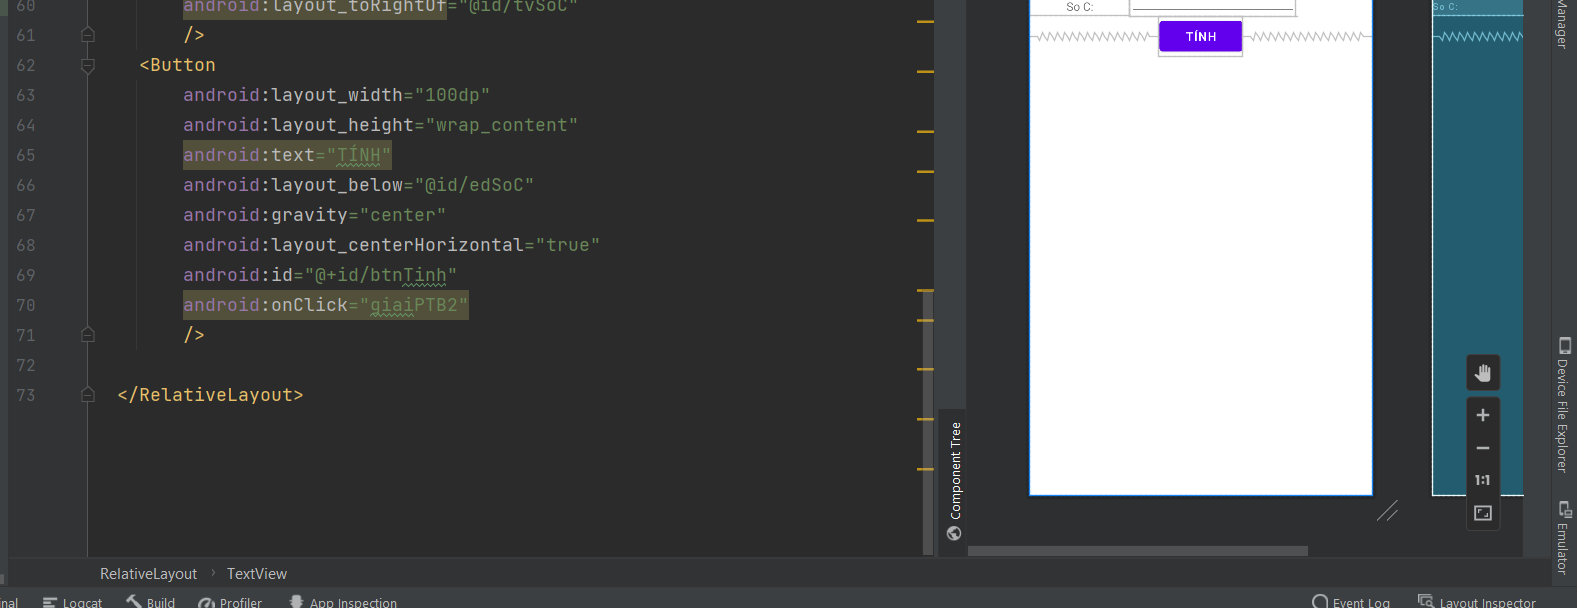 60 android:layout_toRightOf="@id/tvSoC"
61 />
62 <Button
63 android:layout_width="100dp"
64 android:layout_height="wrap_content"
65 android:text="TÍNH"
66 android:layout_below="@id/edSoC"
67 android:gravity="center"
68 android:layout_centerHorizontal="true"
69 android:id="@+id/btnTinh"
70 android:onClick="giaiPTB2"
71 />
72
73 </RelativeLayout>
So C:
TÍNH
So C:
1:1
Component Tree
Manager
Device File Explorer
Emulator
RelativeLayout › TextView
inal Logcat Build Profiler App Inspection Event Log Layout Inspector